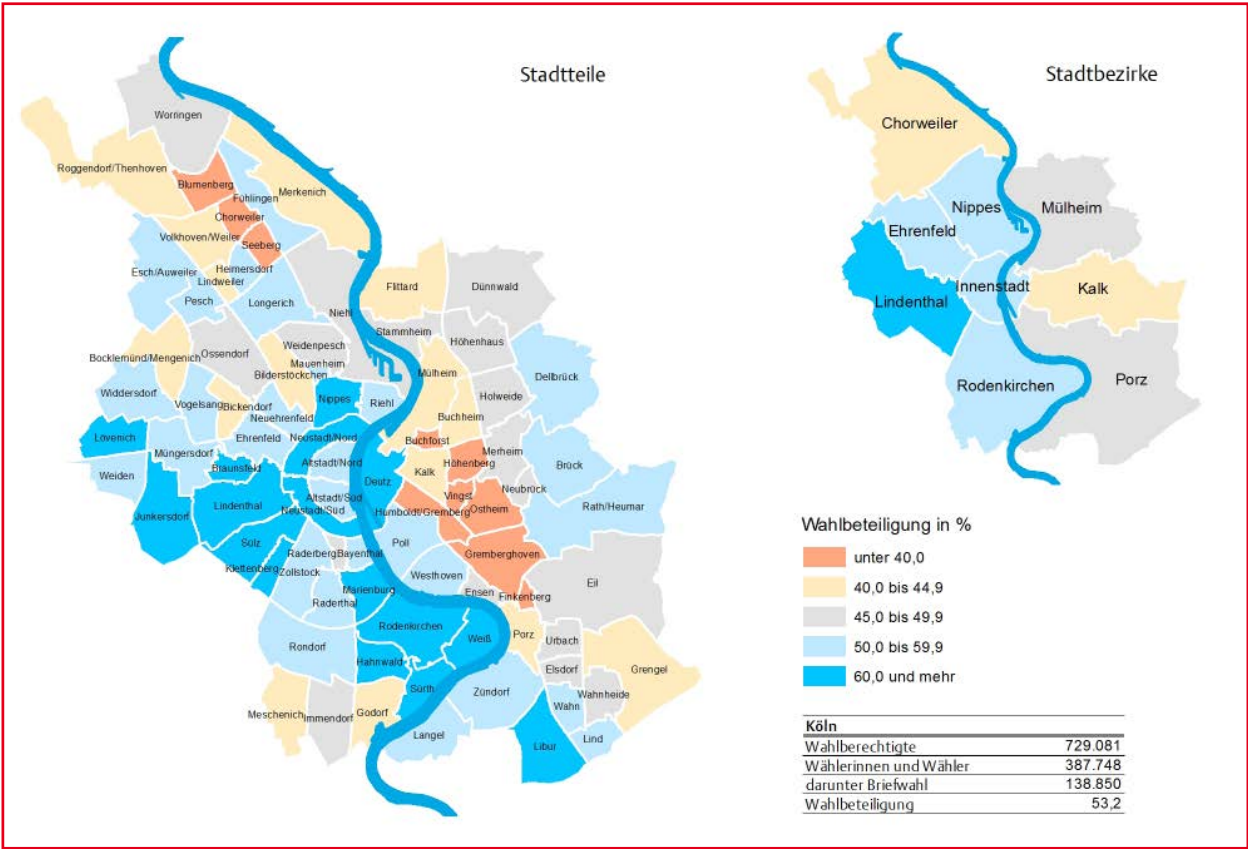 Stadtteile
Worringen
Roggendorf/Thenhoven
Blumenberg
Fühlingen
Merkenich
Chorweiler
Volkhoven/Weiler
Seeberg
Heimersdorf
Esch/Auweiler
Lindweiler
Pesch
Longerich
Flittard
Dünnwald
Niehl
Stammheim
Höhenhaus
Weidenpesch
Ossendorf
Bocklemünd/Mengenich
Mauenheim
Bilderstöckchen
Mülheim
Dellbrück
Widdersdorf
Nippes
Riehl
Holweide
Vogelsang
Bickendorf
Neuehrenfeld
Buchheim
Lövenich
Ehrenfeld
Neustadt/Nord
Buchforst
Müngersdorf
Merheim
Altstadt/Nord
Höhenberg
Brück
Braunsfeld
Kalk
Weiden
Deutz
Neubrück
Vingst
Altstadt/Süd
Lindenthal
Neustadt/Süd
Humboldt/Gremberg
Ostheim
Rath/Heumar
Junkersdorf
Sülz
Poll
Raderberg
Bayenthal
Gremberghoven
Klettenberg
Zollstock
Westhoven
Eil
Marienburg
Ensen
Finkenberg
Raderthal
Rodenkirchen
Weiß
Porz
Urbach
Rondorf
Hahnwald
Elsdorf
Grengel
Sürth
Zündorf
Wahnheide
Wahn
Meschenich
Immendorf
Godorf
Langel
Libur
Lind
Stadtbezirke
Chorweiler
Nippes
Mülheim
Ehrenfeld
Innenstadt
Kalk
Lindenthal
Porz
Rodenkirchen
Wahlbeteiligung in %
unter 40,0
40,0 bis 44,9
45,0 bis 49,9
50,0 bis 59,9
60,0 und mehr
Köln
Wahlberechtigte 729.081
Wählerinnen und Wähler 387.748
darunter Briefwahl 138.850
Wahlbeteiligung 53,2